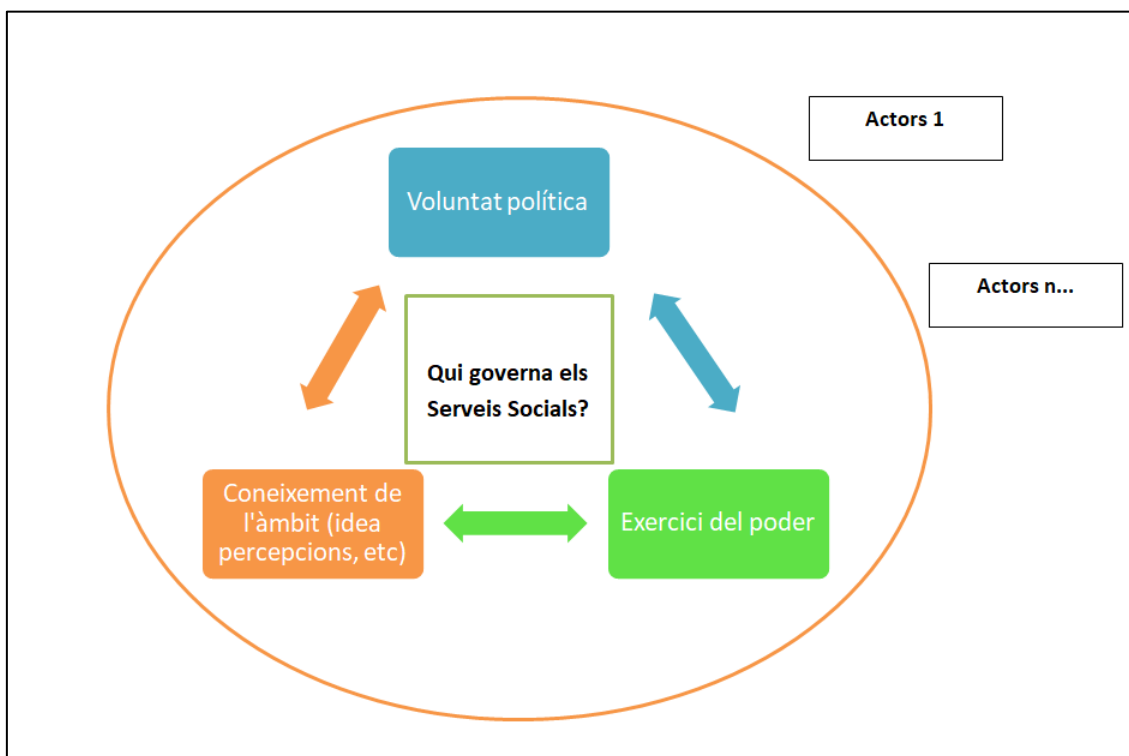 Actors 1
Voluntat política
Actors n...
Qui governa els
Serveis Socials?
Coneixement de
l'àmbit (idea
percepcions, etc)
Exercici del poder